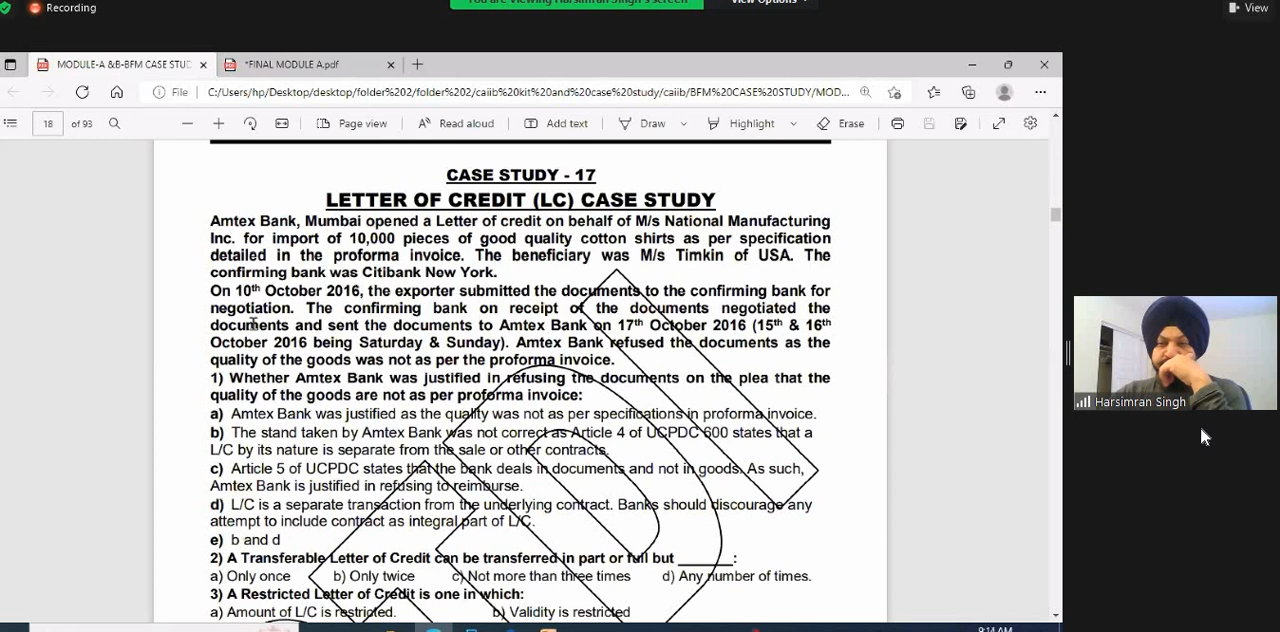 Recording
You are viewing Harsimran Singh's screen
View Options
View
MODULE-A &B-BFM CASE STUD
*FINAL MODULE A.pdf
File
C:/Users/hp/Desktop/desktop/folder%202/folder%202/caiib%20kit%20and%20case%20study/caiib/BFM%20CASE%20STUDY/MOD...
18 of 93
Page view
Read aloud
Add text
Draw
Highlight
Erase
CASE STUDY - 17
LETTER OF CREDIT (LC) CASE STUDY
Amtex Bank, Mumbai opened a Letter of credit on behalf of M/s National Manufacturing
Inc. for import of 10,000 pieces of good quality cotton shirts as per specification
detailed in the proforma invoice. The beneficiary was M/s Timkin of USA. The
confirming bank was Citibank New York.
On 10th October 2016, the exporter submitted the documents to the confirming bank for
negotiation. The confirming bank on receipt of the documents negotiated the
documents and sent the documents to Amtex Bank on 17th October 2016 (15th & 16th
October 2016 being Saturday & Sunday). Amtex Bank refused the documents as the
quality of the goods was not as per the proforma invoice.
1) Whether Amtex Bank was justified in refusing the documents on the plea that the
quality of the goods are not as per proforma invoice:
a) Amtex Bank was justified as the quality was not as per specifications in proforma invoice.
b) The stand taken by Amtex Bank was not correct as Article 4 of UCPDC 600 states that a
L/C by its nature is separate from the sale or other contracts.
c) Article 5 of UCPDC states that the bank deals in documents and not in goods. As such,
Amtex Bank is justified in refusing to reimburse.
d) L/C is a separate transaction from the underlying contract. Banks should discourage any
attempt to include contract as integral part of L/C.
e) b and d
2) A Transferable Letter of Credit can be transferred in part or full but ______:
a) Only once b) Only twice c) Not more than three times d) Any number of times.
3) A Restricted Letter of Credit is one in which:
a) Amount of L/C is restricted. b) Validity is restricted
Harsimran Singh
9:14 AM